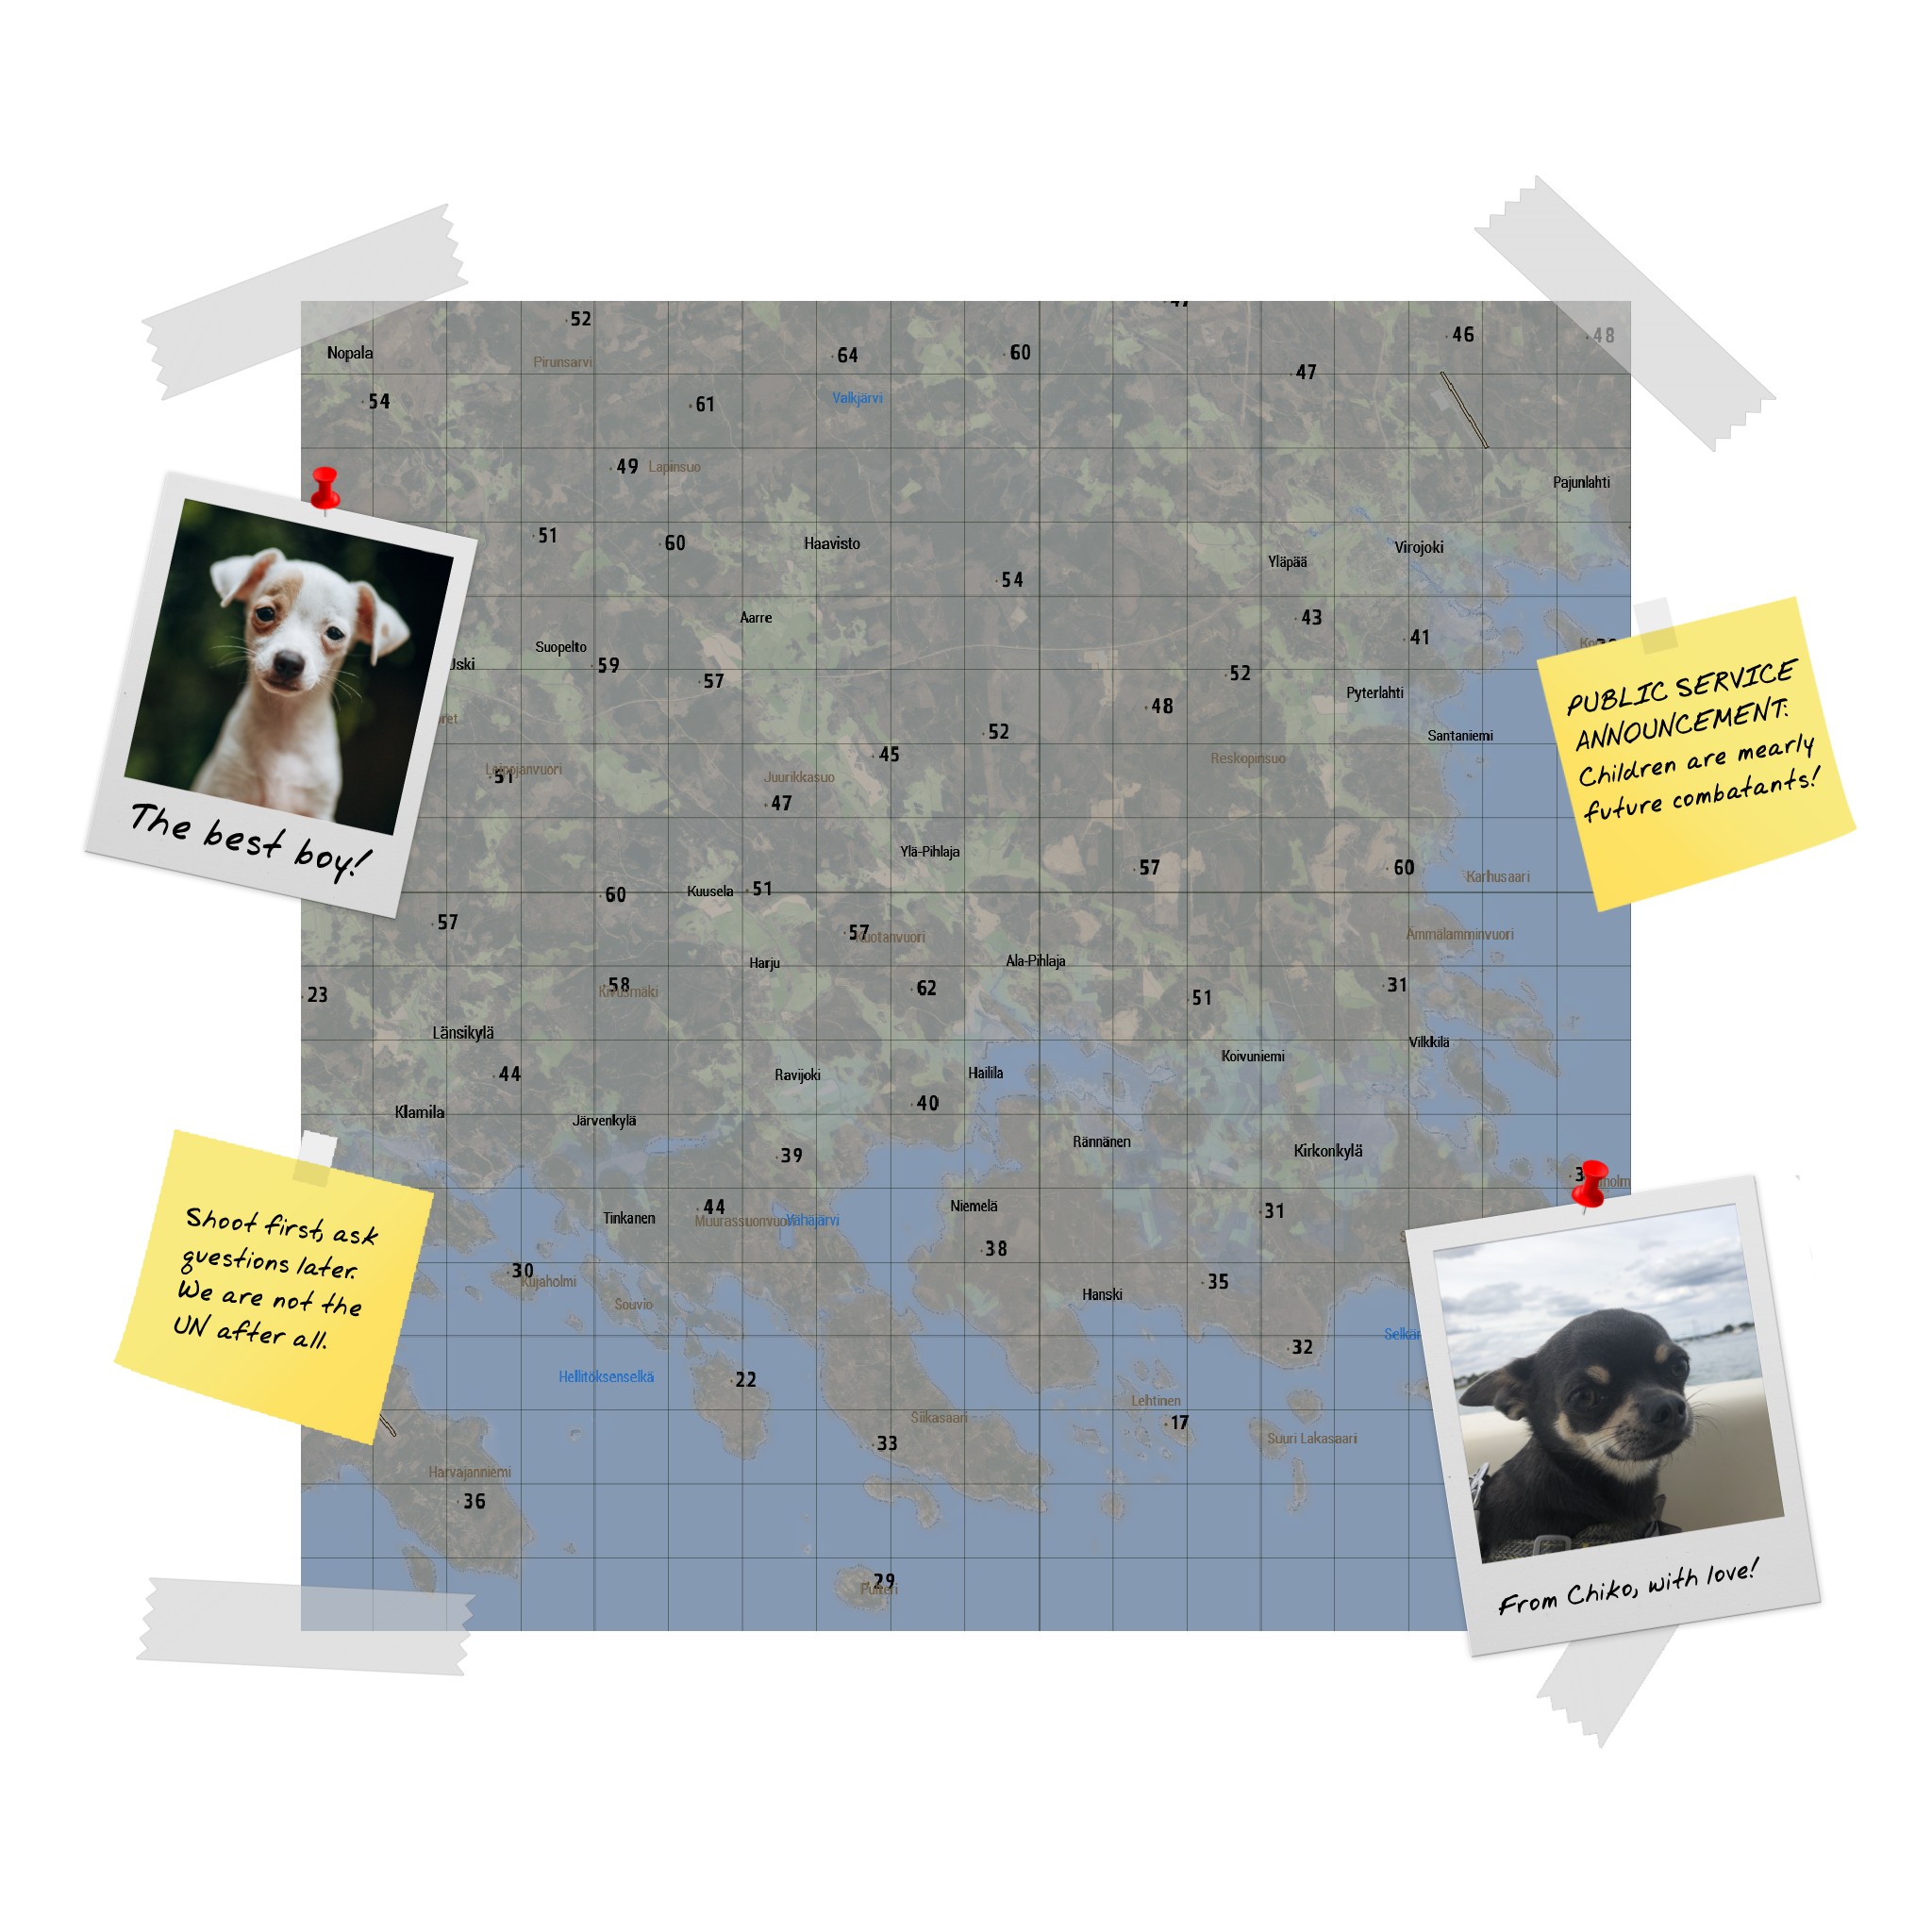 47
52
46
48
Nopala
64
60
Pirunsarvi
47
54
61
Valkjärvi
49
Lapinsuo
Pajunlahti
51
60
Haavisto
Virojoki
Yläpää
54
Aarre
43
41
Suopelto
59
52
57
Pyterlahti
48
52
Santaniemi
45
Reskopinsuo
51
Juurikkasuo
47
The best boy!
PUBLIC SERVICE
ANNOUNCEMENT:
Children are mearly
future combatants!
Ylä-Pihlaja
57
60
Karhusaari
Kuusela
51
60
57
57
Kuotanvuori
Ämmälamminvuori
Harju
Ala-Pihlaja
58
62
31
23
51
Länsikylä
Vilkkilä
Koivuniemi
44
Ravijoki
Hailila
40
Klamila
Järvenkylä
Rännänen
Kirkonkylä
39
44
Niemelä
31
Tinkanen
Muurassuonvuori
Vähäjärvi
38
30
Kujaholmi
35
Souvio
Hanski
32
Shoot first, ask
questions later.
We are not the
UN after all.
Hellitöksenselkä
22
Lehtinen
17
Siikasaari
33
Suuri Lakasaari
Harvajanniemi
36
29
From Chiko, with love!